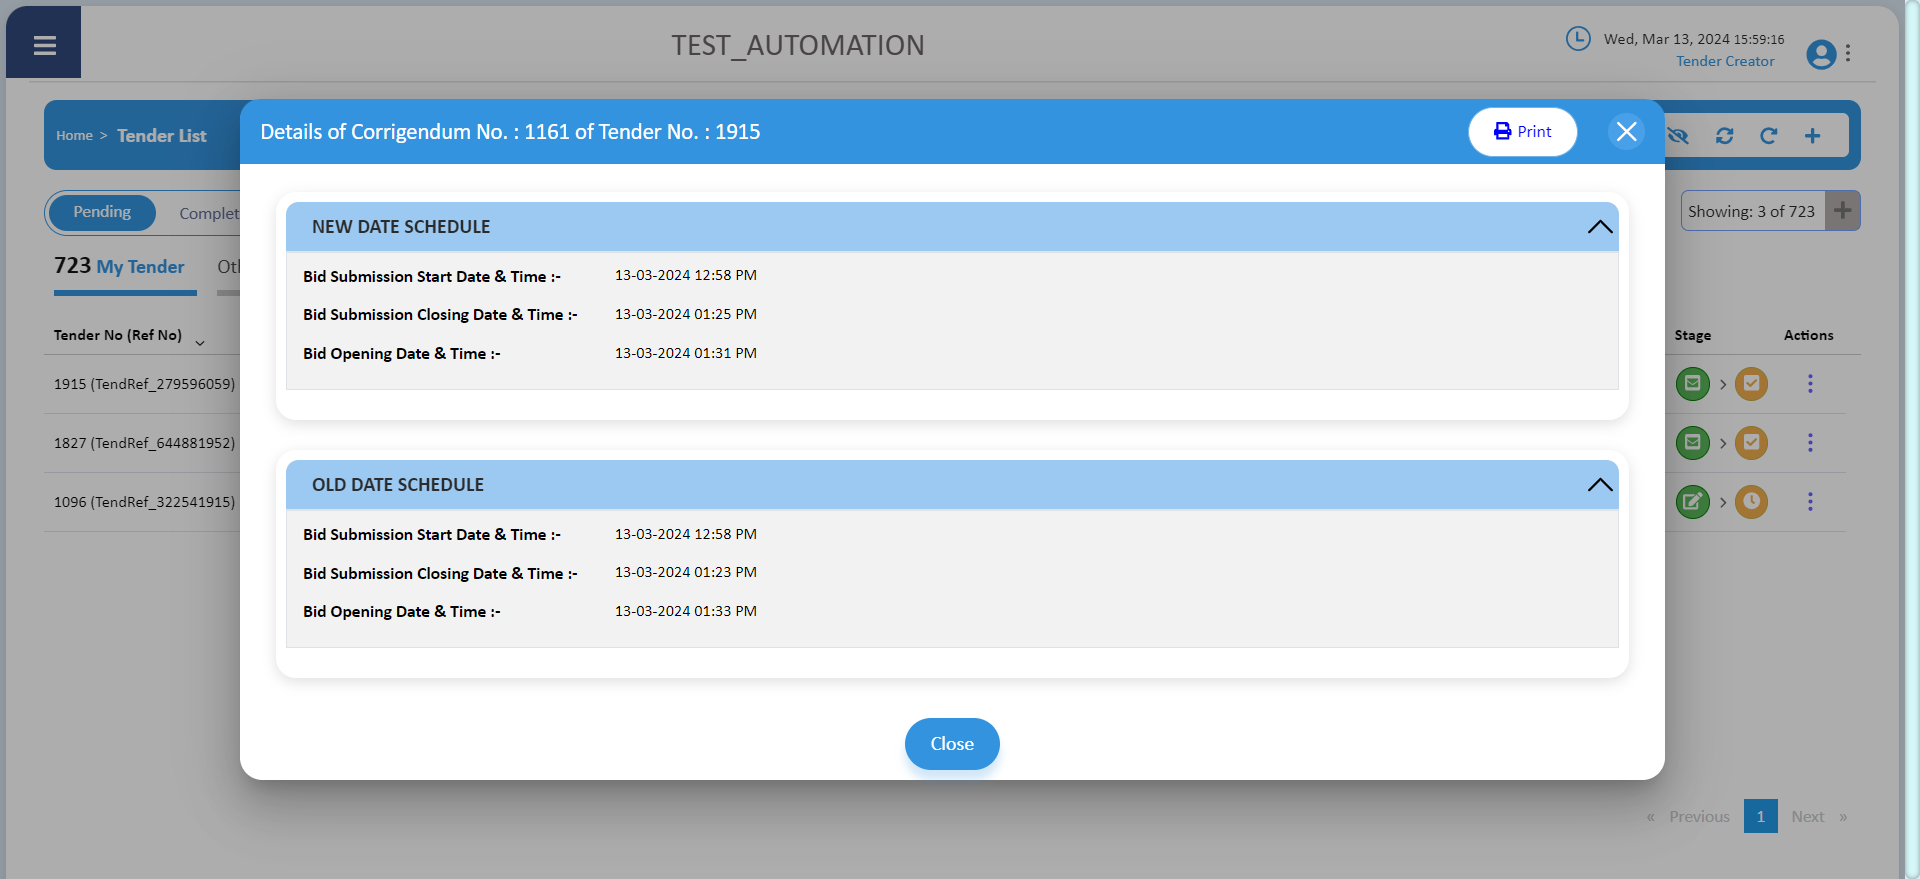 TEST_AUTOMATION
Wed, Mar 13, 2024 15:59:16
Tender Creator
Home > Tender List
Details of Corrigendum No. : 1161 of Tender No. : 1915
Print
Pending
Complet
Showing: 3 of 723
723 My Tender
NEW DATE SCHEDULE
Bid Submission Start Date & Time :- 13-03-2024 12:58 PM
Bid Submission Closing Date & Time :- 13-03-2024 01:25 PM
Bid Opening Date & Time :- 13-03-2024 01:31 PM
Tender No (Ref No)
Stage
Actions
1915 (TendRef_279596059)
1827 (TendRef_644881952)
1096 (TendRef_322541915)
OLD DATE SCHEDULE
Bid Submission Start Date & Time :- 13-03-2024 12:58 PM
Bid Submission Closing Date & Time :- 13-03-2024 01:23 PM
Bid Opening Date & Time :- 13-03-2024 01:33 PM
Close
« Previous 1 Next »